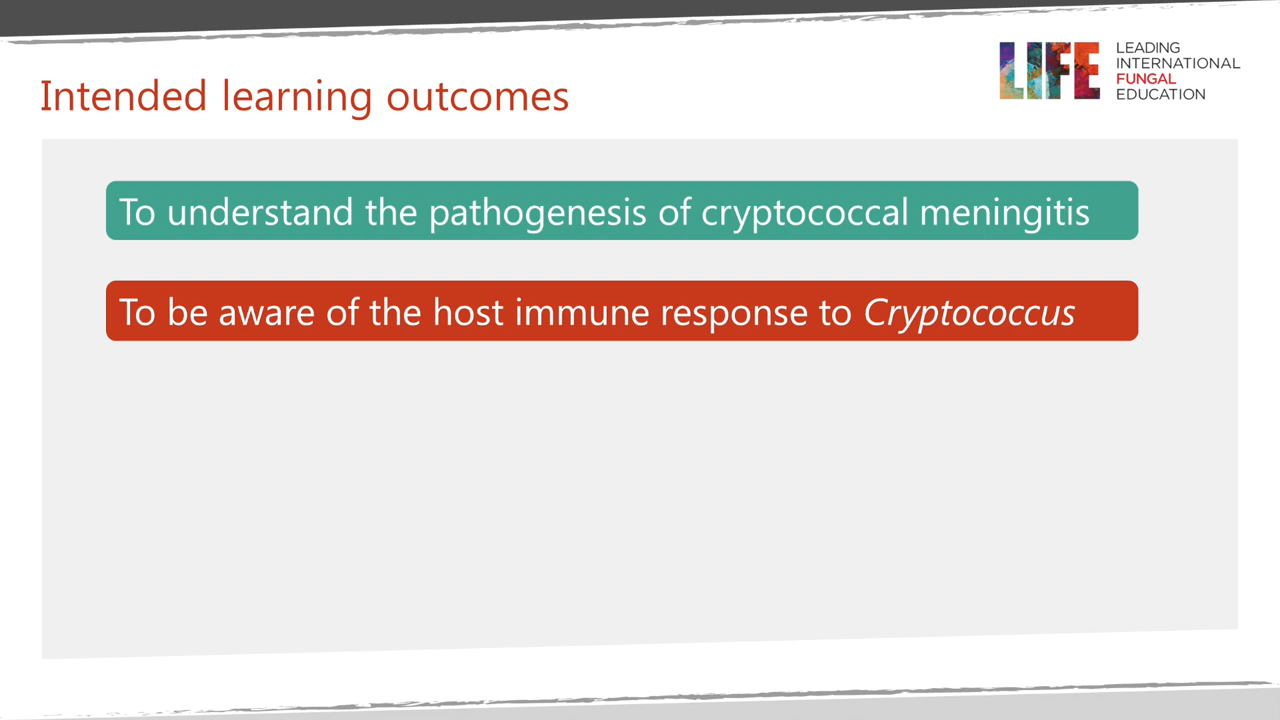 Intended learning outcomes
LIFE
LEADING
INTERNATIONAL
FUNGAL
EDUCATION
To understand the pathogenesis of cryptococcal meningitis
To be aware of the host immune response to Cryptococcus